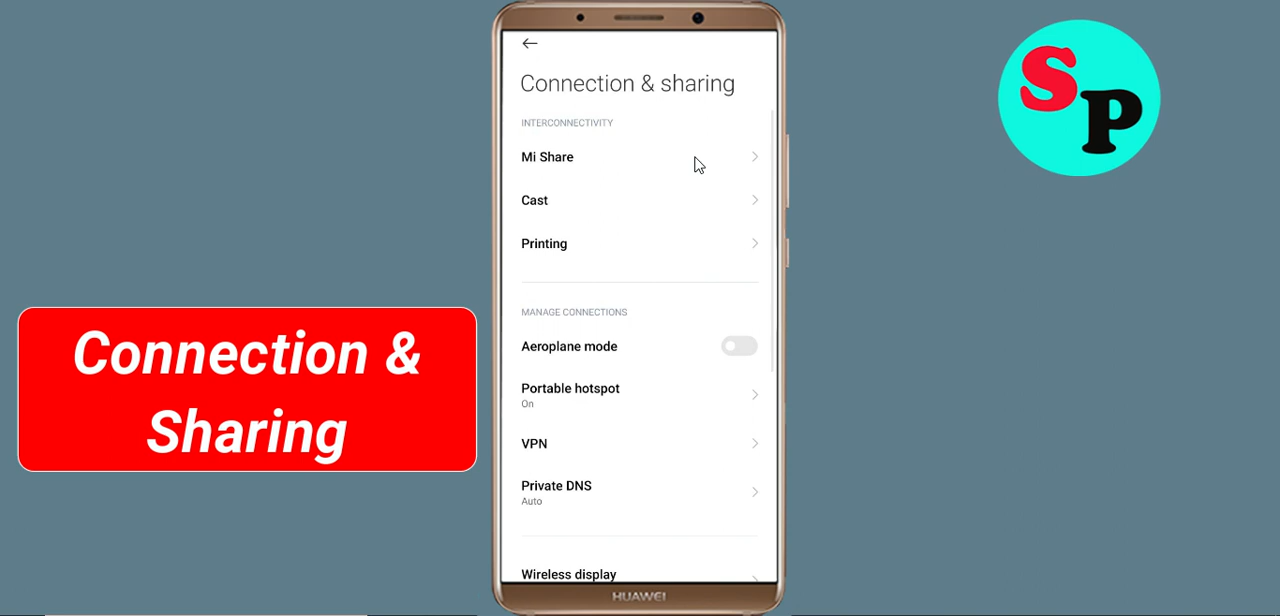 Connection & sharing
INTERCONNECTIVITY
Mi Share
Cast
Printing
MANAGE CONNECTIONS
Aeroplane mode
Portable hotspot
On
VPN
Private DNS
Auto
Wireless display
HUAWEI
Connection &
Sharing
SP